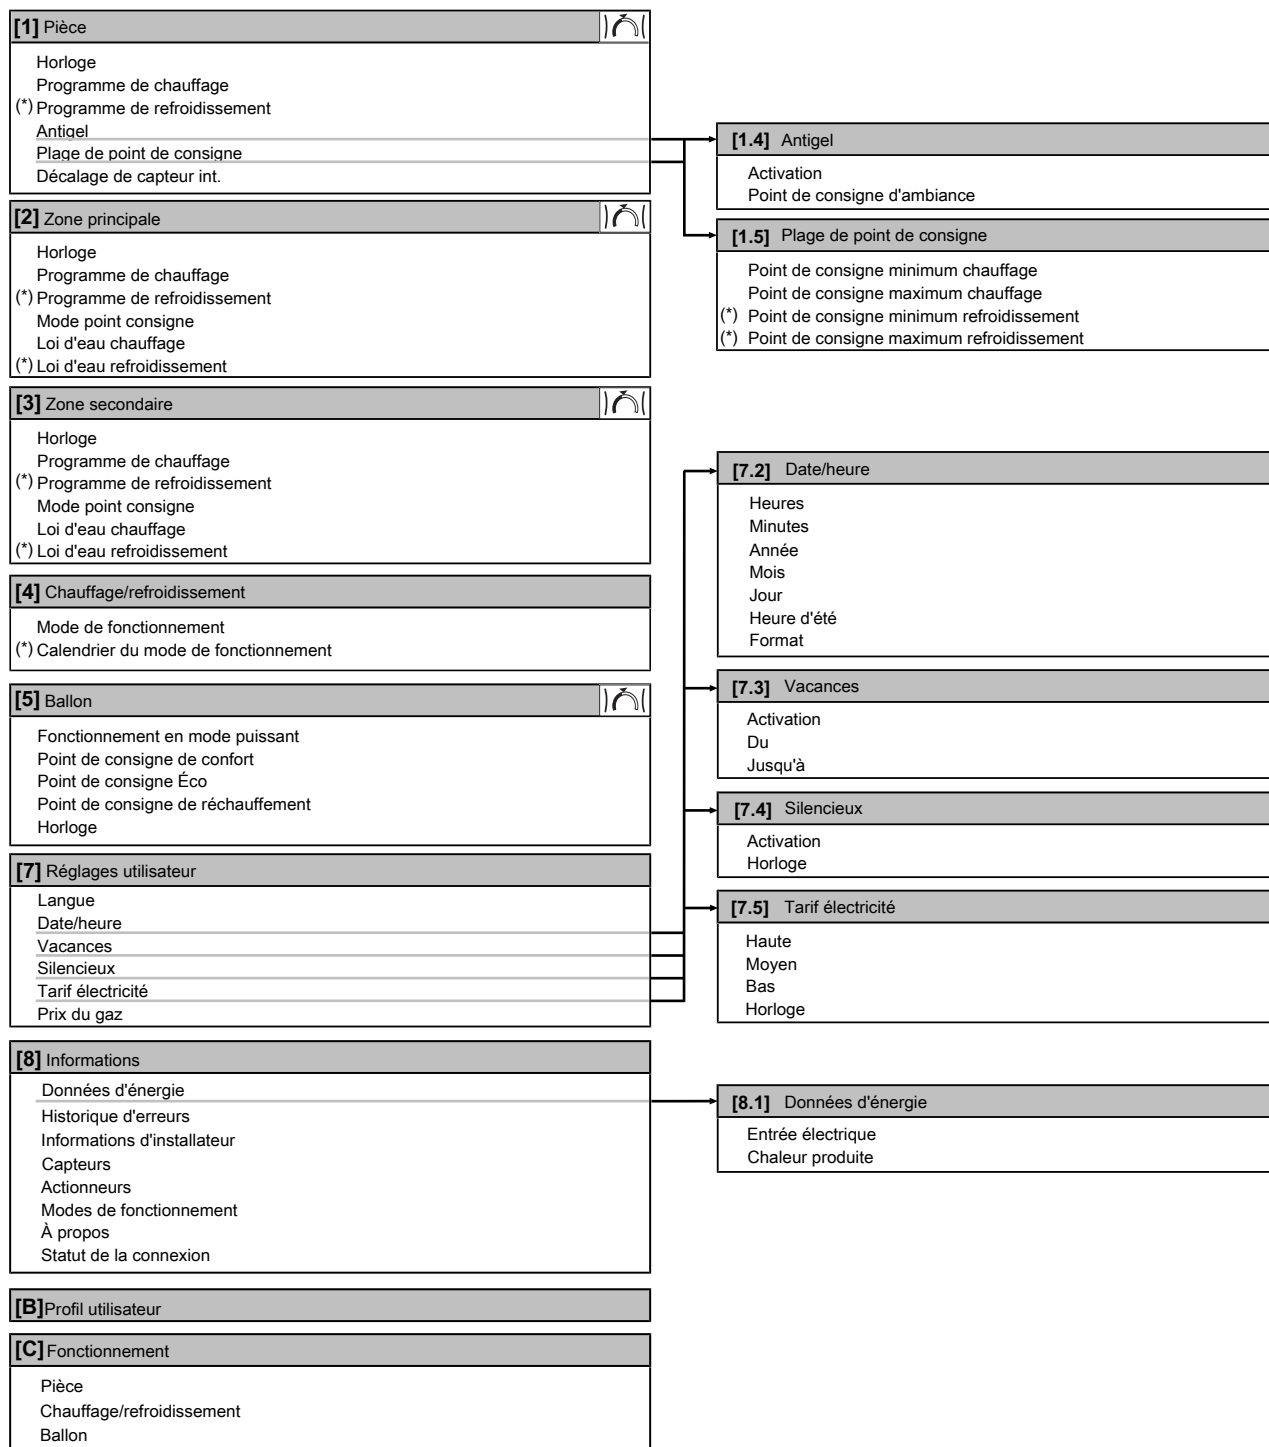 [1] Pièce
Horloge
Programme de chauffage
(*) Programme de refroidissement
Antigel
Plage de point de consigne
Décalage de capteur int.
[2] Zone principale
Horloge
Programme de chauffage
(*) Programme de refroidissement
Mode point consigne
Loi d'eau chauffage
(*) Loi d'eau refroidissement
[3] Zone secondaire
Horloge
Programme de chauffage
(*) Programme de refroidissement
Mode point consigne
Loi d'eau chauffage
(*) Loi d'eau refroidissement
[4] Chauffage/refroidissement
Mode de fonctionnement
(*) Calendrier du mode de fonctionnement
[5] Ballon
Fonctionnement en mode puissant
Point de consigne de confort
Point de consigne Éco
Point de consigne de réchauffement
Horloge
[7] Réglages utilisateur
Langue
Date/heure
Vacances
Silencieux
Tarif électricité
Prix du gaz
[8] Informations
Données d'énergie
Historique d'erreurs
Informations d'installateur
Capteurs
Actionneurs
Modes de fonctionnement
À propos
Statut de la connexion
[B] Profil utilisateur
[C] Fonctionnement
Pièce
Chauffage/refroidissement
Ballon
[1.4] Antigel
Activation
Point de consigne d'ambiance
[1.5] Plage de point de consigne
Point de consigne minimum chauffage
Point de consigne maximum chauffage
(*) Point de consigne minimum refroidissement
(*) Point de consigne maximum refroidissement
[7.2] Date/heure
Heures
Minutes
Année
Mois
Jour
Heure d'été
Format
[7.3] Vacances
Activation
Du
Jusqu'à
[7.4] Silencieux
Activation
Horloge
[7.5] Tarif électricité
Haute
Moyen
Bas
Horloge
[8.1] Données d'énergie
Entrée électrique
Chaleur produite